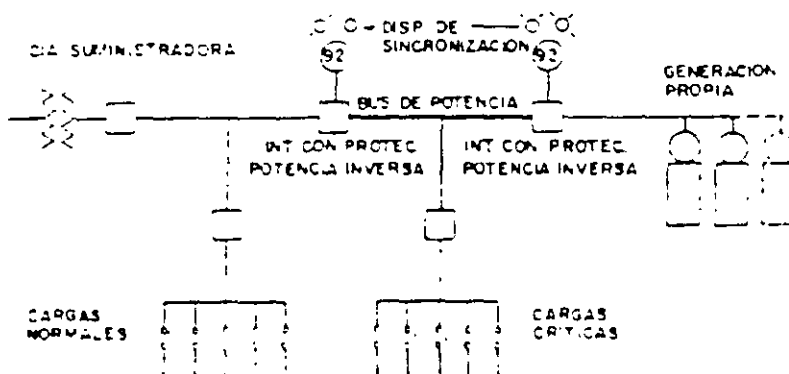 DISP DE
SINCRONIZACIÓN
CIA SUMINISTRADORA
92
92
GENERACION
PROPIA
BUS DE POTENCIA
INT CON PROTEC.
POTENCIA INVERSA
INT CON PROTEC
POTENCIA INVERSA
CARGAS
NORMALES
CARGAS
CRITICAS